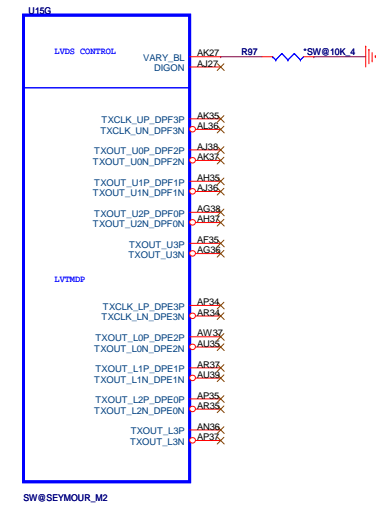 U15G
LVDS CONTROL
VARY_BL AK27 R97 *SW@10K_4
DIGON AJ27
TXCLK_UP_DPF3P AK35
TXCLK_UN_DPF3N AL36
TXOUT_U0P_DPF2P AJ38
TXOUT_U0N_DPF2N AK37
TXOUT_U1P_DPF1P AH35
TXOUT_U1N_DPF1N AJ36
TXOUT_U2P_DPF0P AG38
TXOUT_U2N_DPF0N AH37
TXOUT_U3P AF35
TXOUT_U3N AG36
LVTMDP
TXCLK_LP_DPE3P AP34
TXCLK_LN_DPE3N AR34
TXOUT_L0P_DPE2P AW37
TXOUT_L0N_DPE2N AU35
TXOUT_L1P_DPE1P AR37
TXOUT_L1N_DPE1N AU39
TXOUT_L2P_DPE0P AP35
TXOUT_L2N_DPE0N AR35
TXOUT_L3P AN36
TXOUT_L3N AP37
SW@SEYMOUR_M2